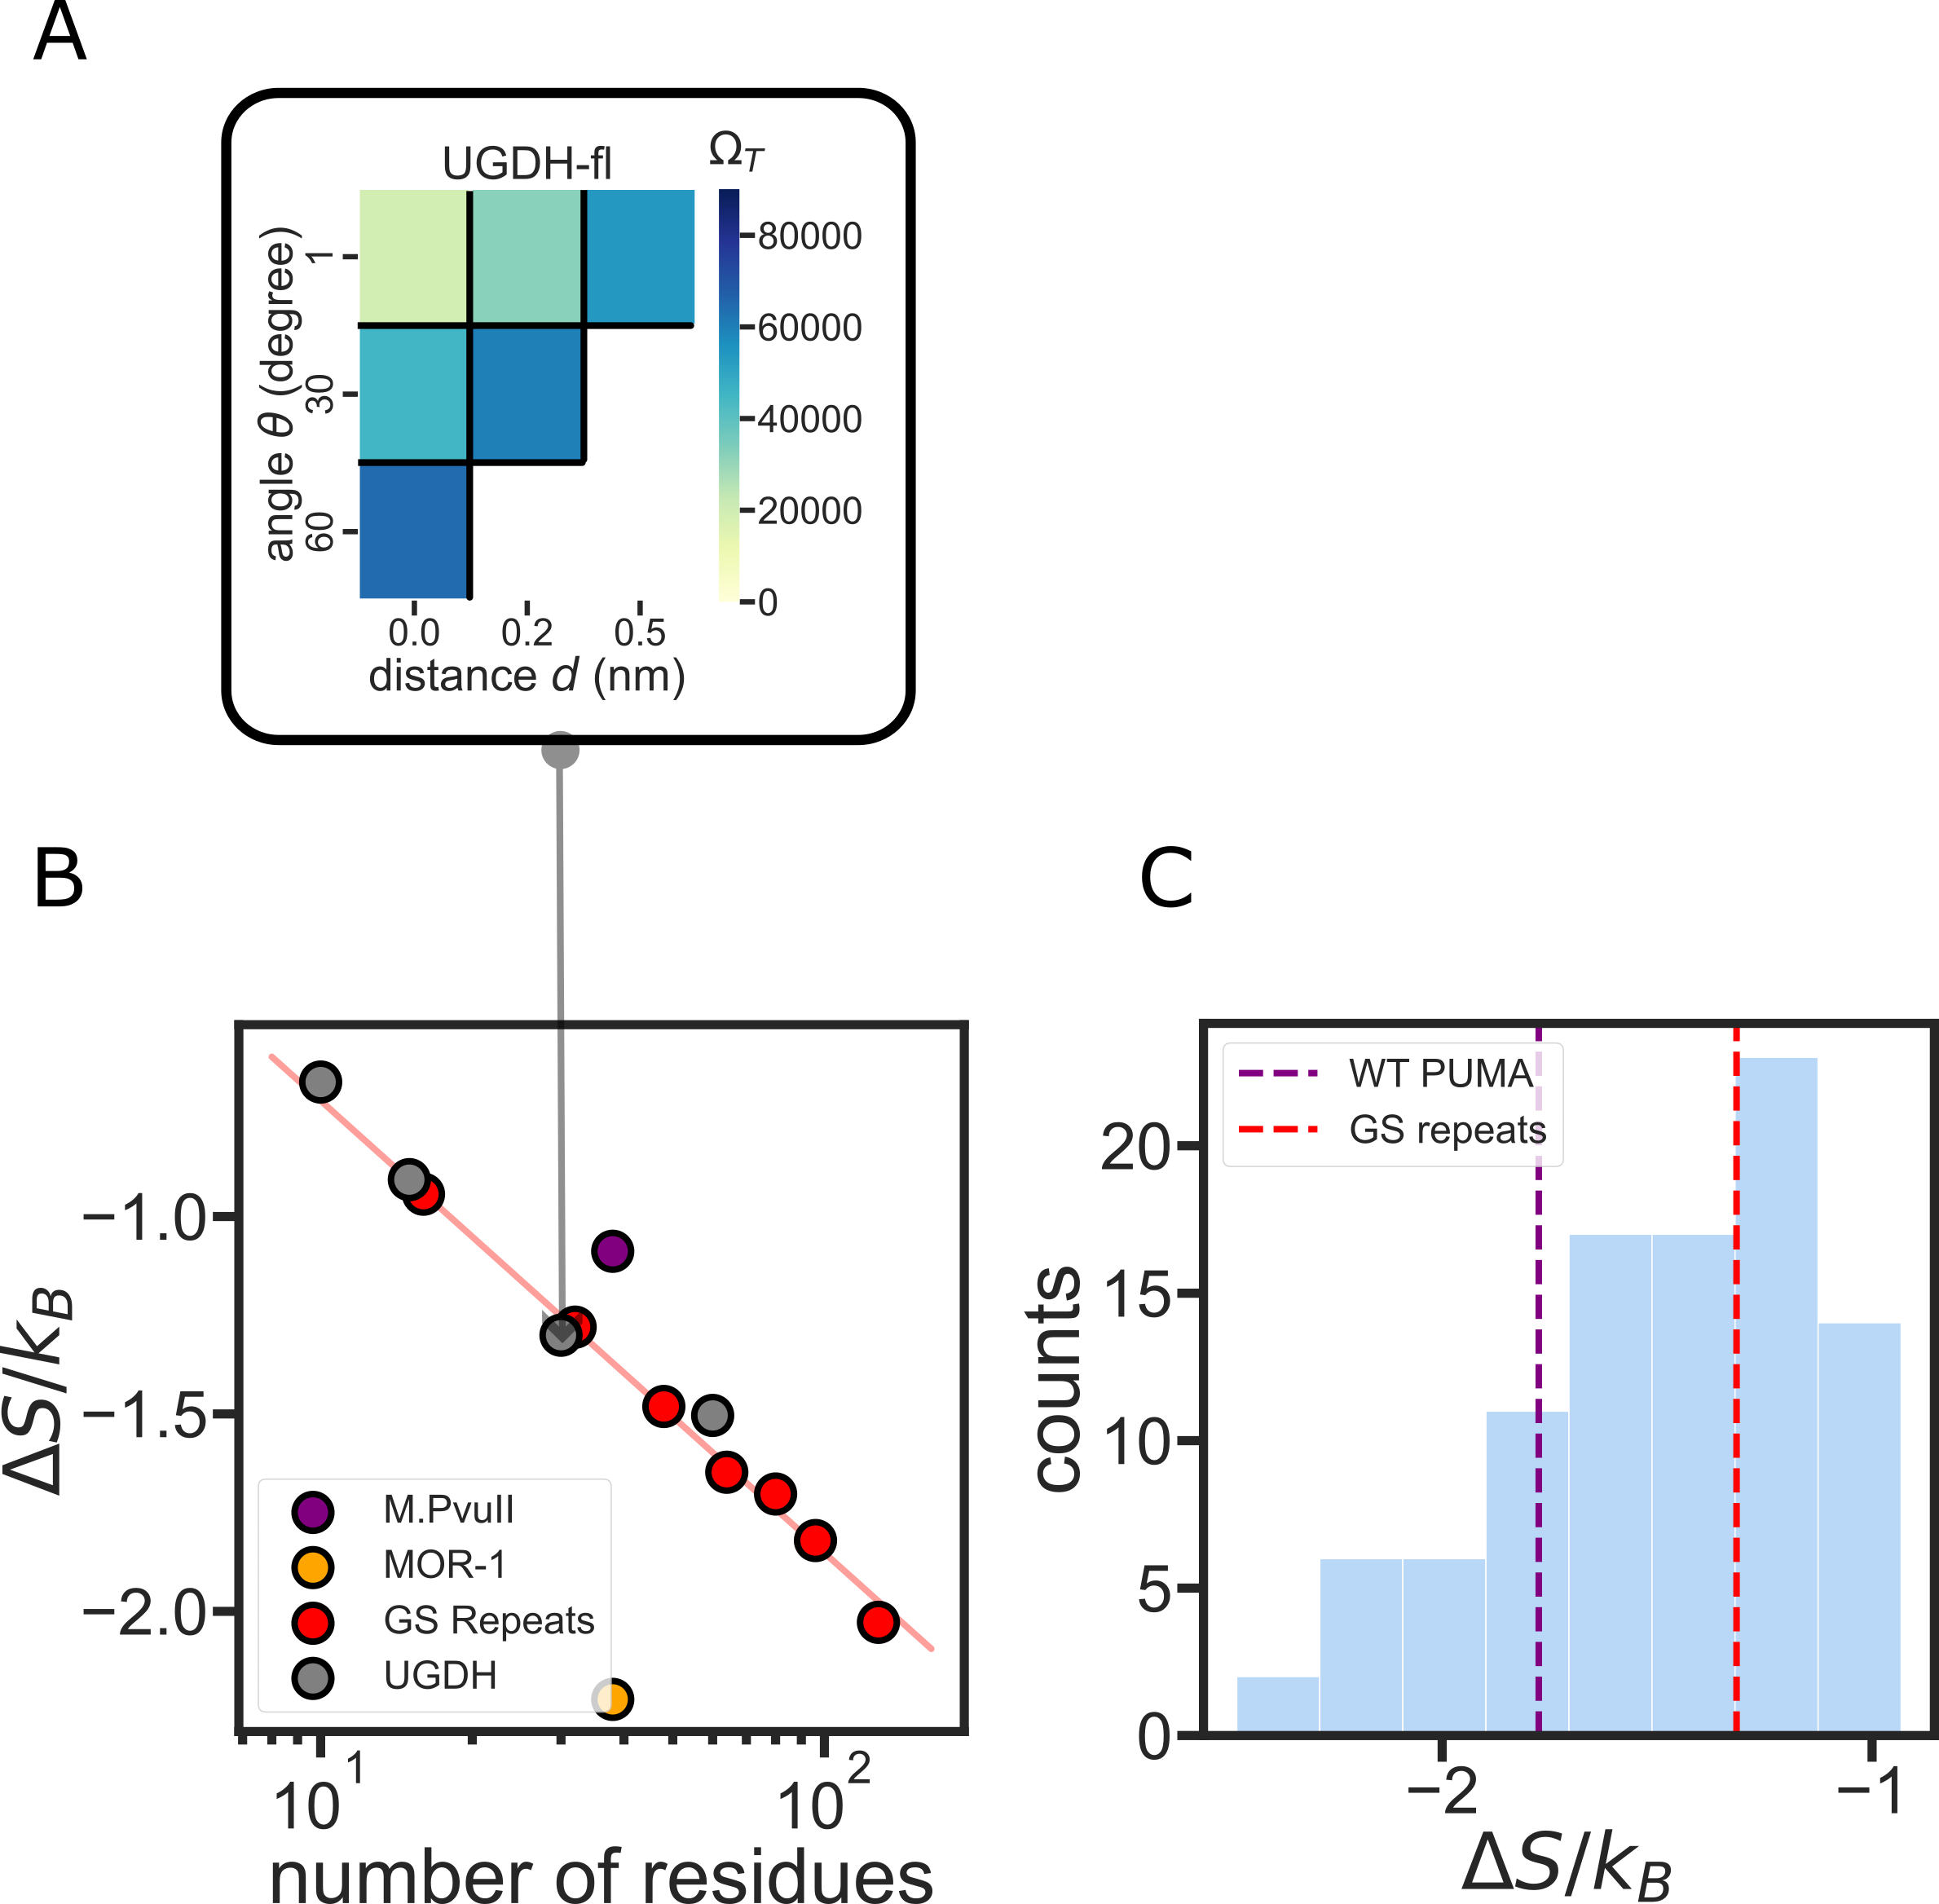 A
UGDH-fl
Ω_T
angle θ (degree)
1
30
60
0.0
0.2
0.5
distance d (nm)
80000
60000
40000
20000
0
B
ΔS/k_B
−1.0
−1.5
−2.0
M.PvuII
MOR-1
GS Repeats
UGDH
10^1
10^2
number of residues
C
WT PUMA
GS repeats
counts
20
15
10
5
0
−2
−1
ΔS/k_B